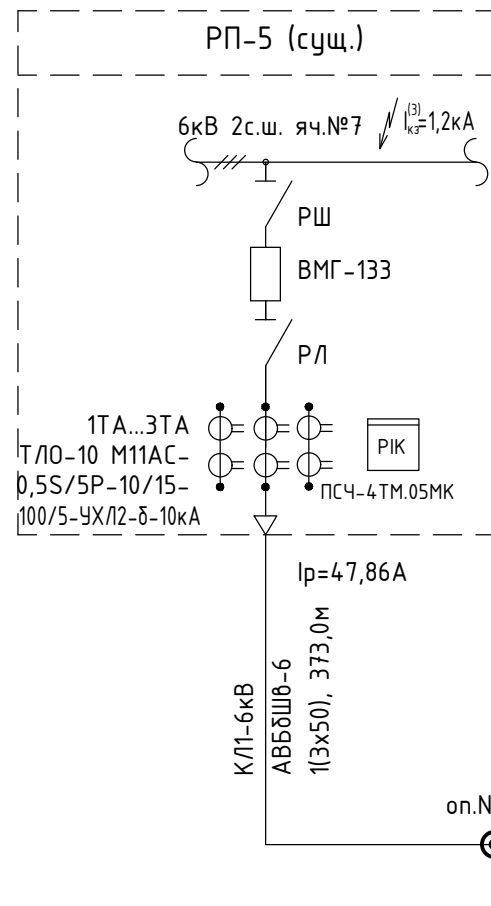 РП-5 (сущ.)
6кВ 2с.ш. яч.№7
I(3)кз=1,2кА
РШ
ВМГ-133
РЛ
1ТА...3ТА
ТЛО-10 М11АС-
0,5S/5Р-10/15-
100/5-УХЛ2-б-10кА
PIK
ПСЧ-4ТМ.05МК
Iр=47,86А
КЛ1-6кВ
АВБбШв-6
1(3х50), 373,0м
оп.